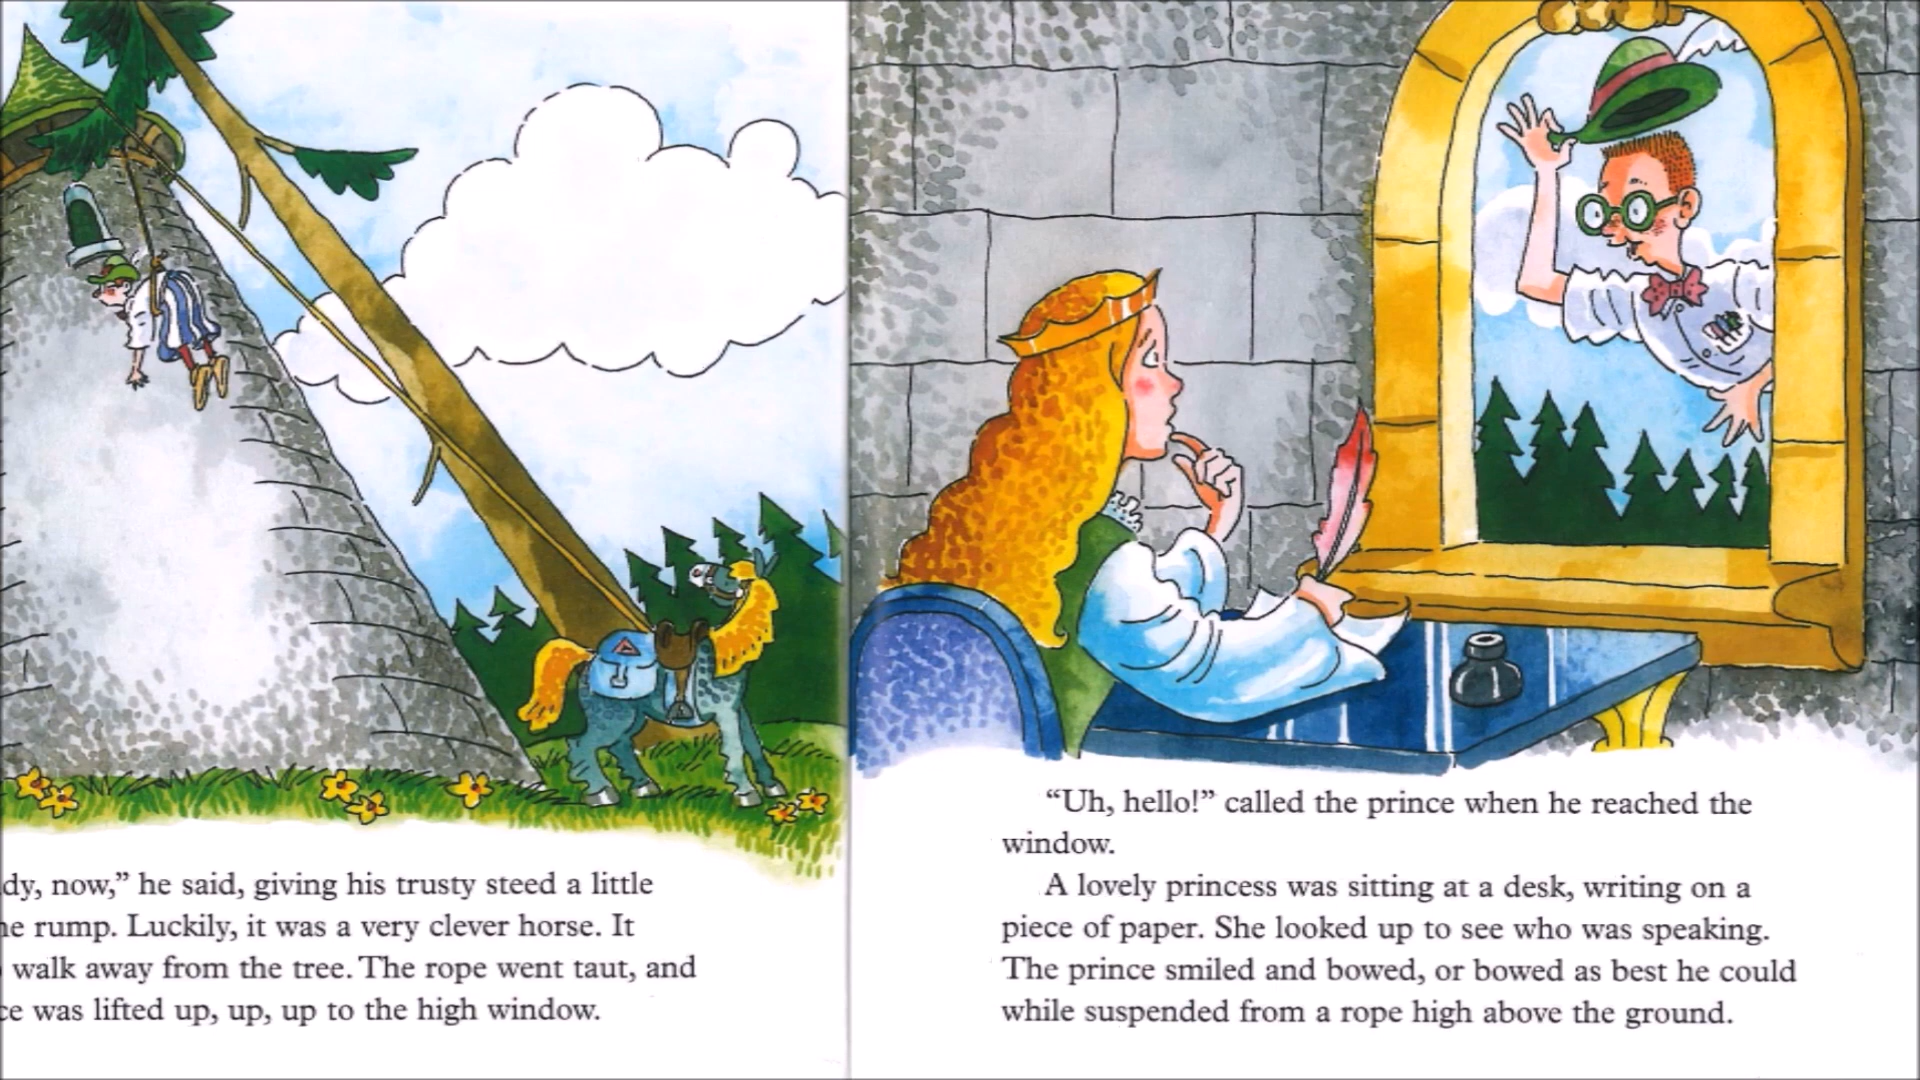 dy, now,” he said, giving his trusty steed a little
e rump. Luckily, it was a very clever horse. It
walk away from the tree. The rope went taut, and
ce was lifted up, up, up to the high window.
“Uh, hello!” called the prince when he reached the
window.
A lovely princess was sitting at a desk, writing on a
piece of paper. She looked up to see who was speaking.
The prince smiled and bowed, or bowed as best he could
while suspended from a rope high above the ground.